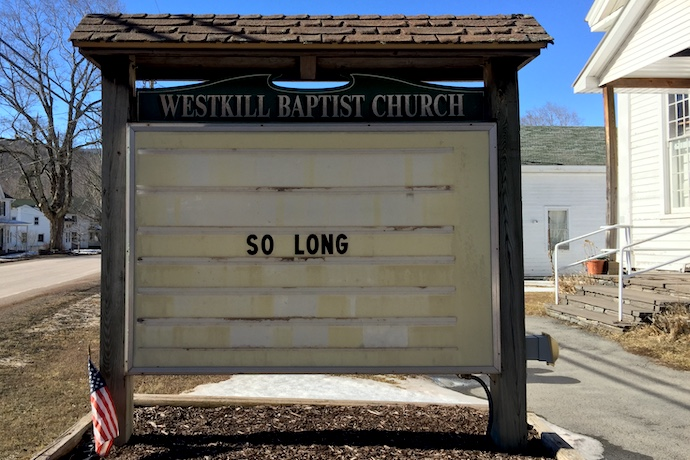 WESTKILL BAPTIST CHURCH
SO LONG